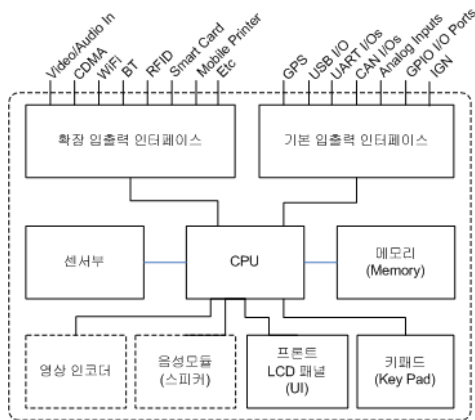 Video/Audio In
CDMA
WiFi
BT
RFID
Smart Card
Mobile Printer
Etc
GPS
USB I/O
UART I/Os
CAN I/Os
Analog Inputs
GPIO I/O Ports
IGN
확장 입출력 인터페이스
기본 입출력 인터페이스
센서부
CPU
메모리
(Memory)
영상 인코더
음성모듈
(스피커)
프론트
LCD 패널
(UI)
키패드
(Key Pad)